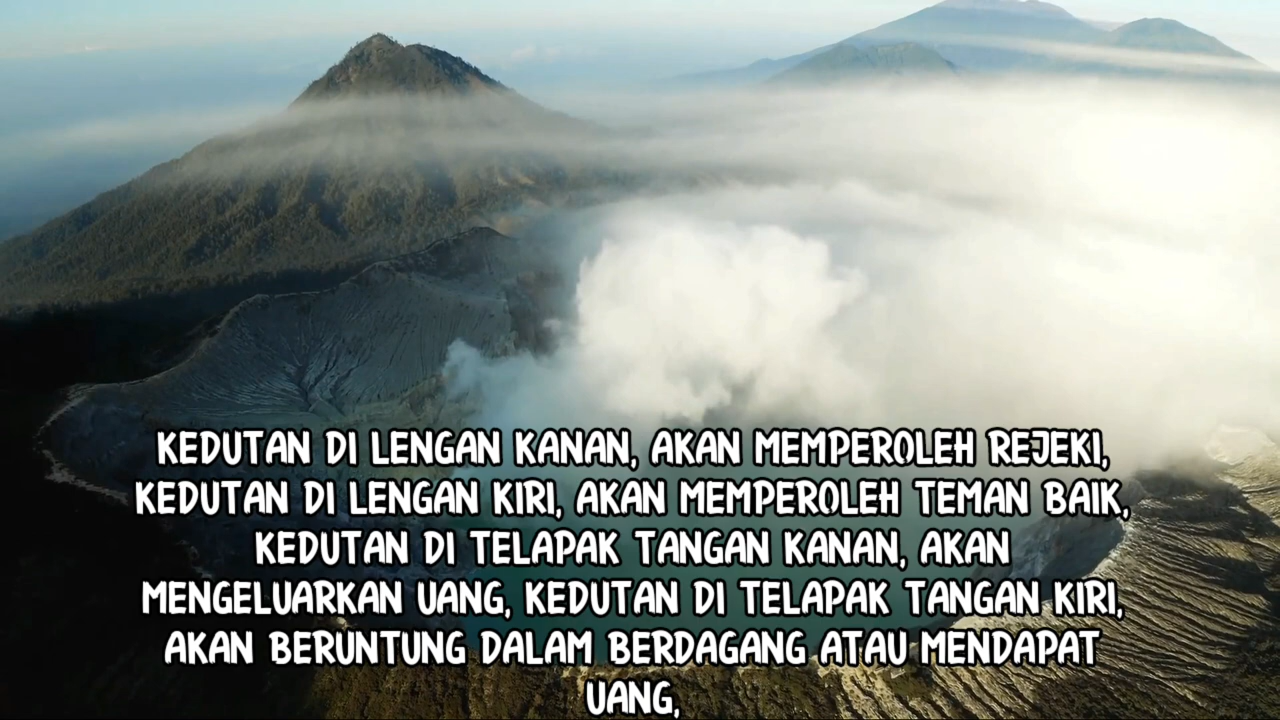 KEDUTAN DI LENGAN KANAN, AKAN MEMPEROLEH REJEKI,
KEDUTAN DI LENGAN KIRI, AKAN MEMPEROLEH TEMAN BAIK,
KEDUTAN DI TELAPAK TANGAN KANAN, AKAN
MENGELUARKAN UANG, KEDUTAN DI TELAPAK TANGAN KIRI,
AKAN BERUNTUNG DALAM BERDAGANG ATAU MENDAPAT
UANG,